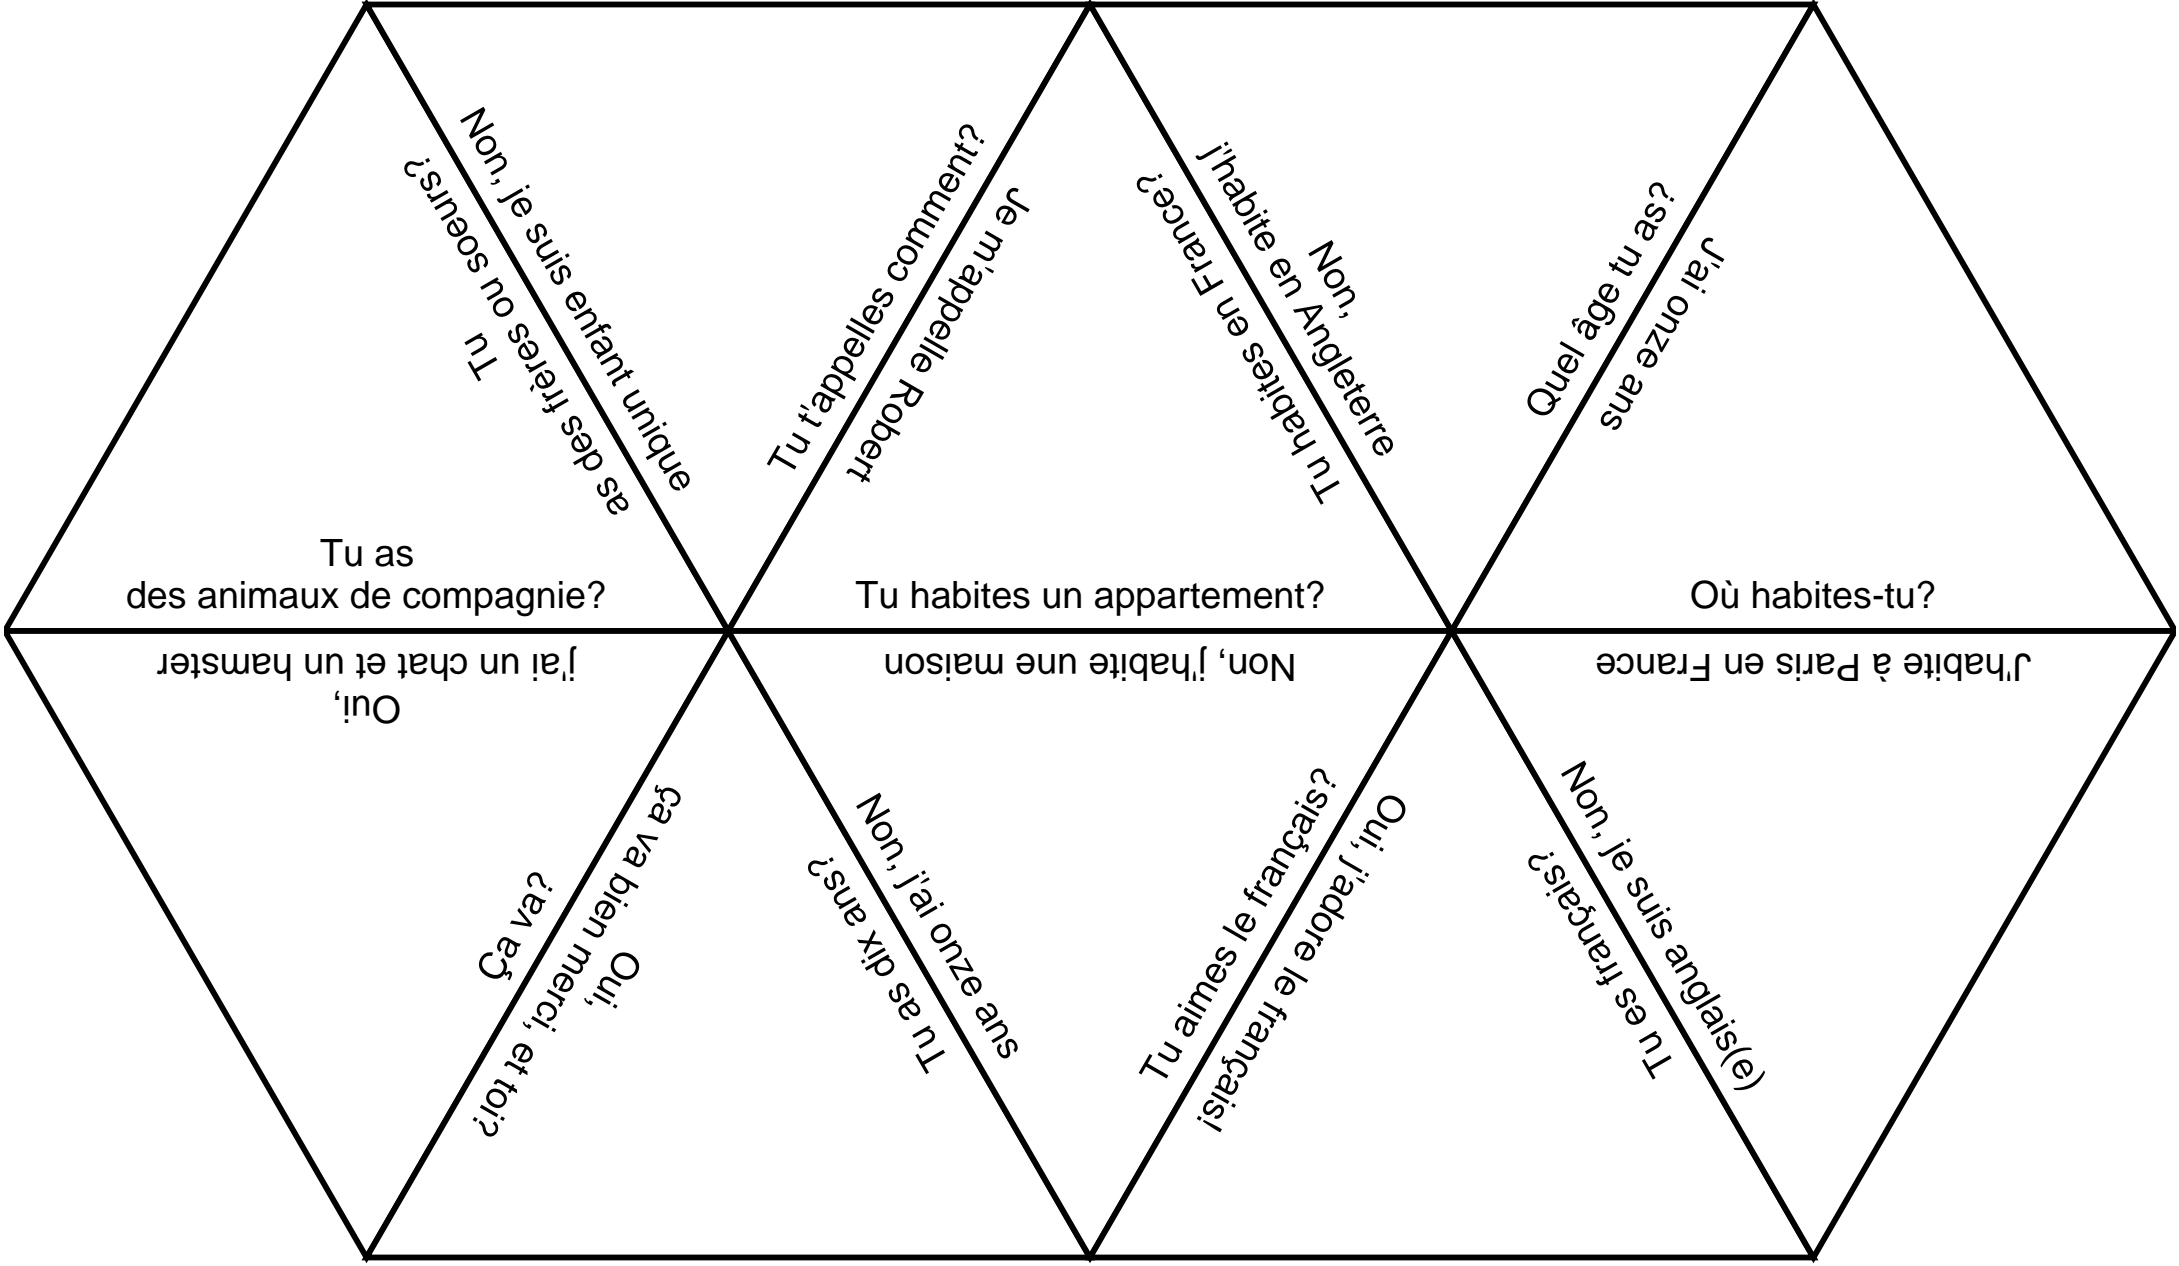 Non, je suis enfant unique
Tu
as des frères ou soeurs?
Tu t'appelles comment?
Je m'appelle Robert
Non,
j'habite en Angleterre
Tu habites en France?
Quel âge tu as?
J'ai onze ans
Tu as
des animaux de compagnie?
Oui,
j'ai un chat et un hamster
Tu habites un appartement?
Non, j'habite une maison
Où habites-tu?
J'habite à Paris en France
Ça va?
Oui,
ça va bien merci, et toi?
Non, j'ai onze ans
Tu as dix ans?
Tu aimes le français?
Oui, j'adore le français!
Non, je suis anglais(e)
Tu es français?